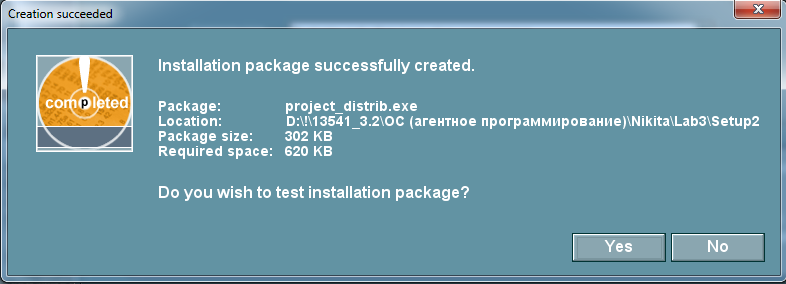 Creation succeeded
completed
Installation package successfully created.
Package: project_distrib.exe
Location: D:\!\13541_3.2\ОС (агентное программирование)\Nikita\Lab3\Setup2
Package size: 302 KB
Required space: 620 KB
Do you wish to test installation package?
Yes No